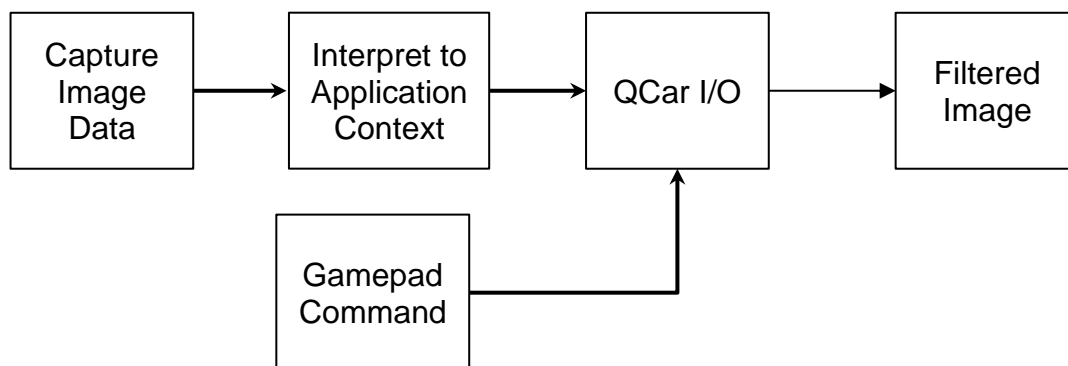 Capture
Image
Data
Interpret to
Application
Context
QCar I/O
Filtered
Image
Gamepad
Command